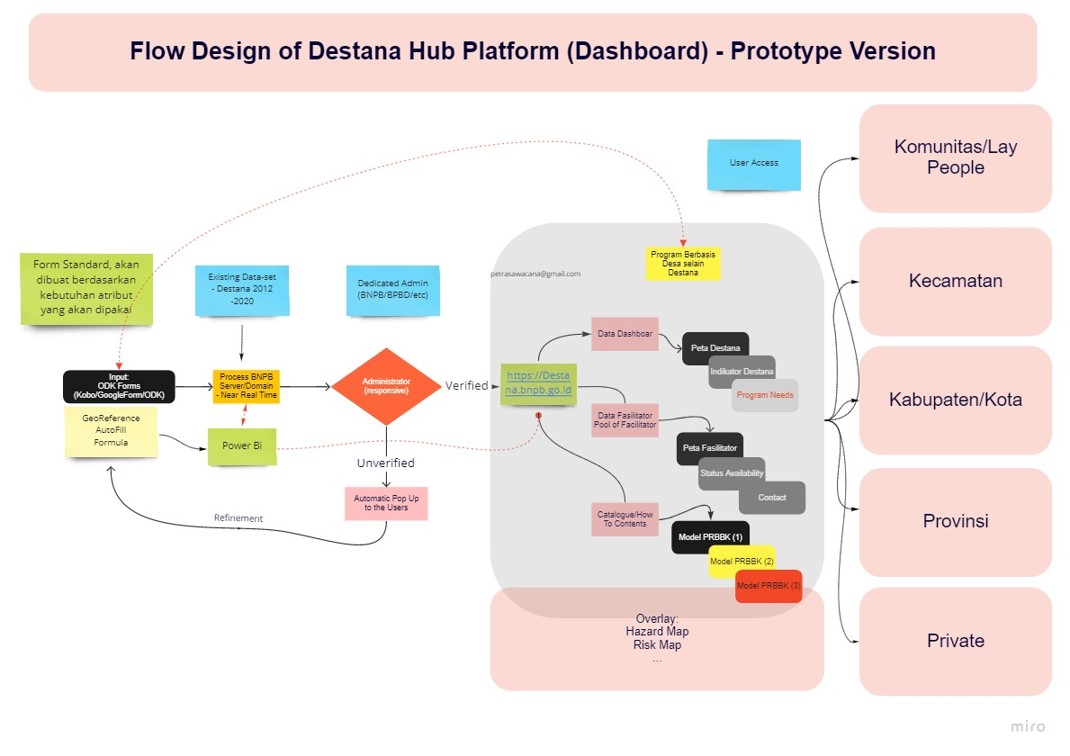 Flow Design of Destana Hub Platform (Dashboard) - Prototype Version
User Access
Komunitas/Lay
People
Kecamatan
Kabupaten/Kota
Provinsi
Private
Form Standard, akan
dibuat berdasarkan
kebutuhan atribut
yang akan dipakai
Existing Data-set
- Destana 2012
-2020
Dedicated Admin
(BNPB/BPBD/etc)
petrasawacana@gmail.com
Program Berbasis
Desa selain
Destana
Input:
ODK Forms
(Kobo/GoogleForm/ODK)
GeoReference
AutoFill
Formula
Process BNPB
Server/Domain
- Near Real Time
Power Bi
Administrator
(responsive)
Verified
Unverified
Automatic Pop Up
to the Users
Refinement
https://Desta
na.bnpb.go.id
Data Dashboar
Peta Destana
Indilkator Destana
Program Needs
Data Fasilitator
Pool of Facilitator
Peta Fasilitator
Status Availability
Contact
Catalogue/How
To Contents
Model PRBBK (1)
Model PRBBK (2)
Model PRBBK (3)
Overlay:
Hazard Map
Risk Map
...
miro